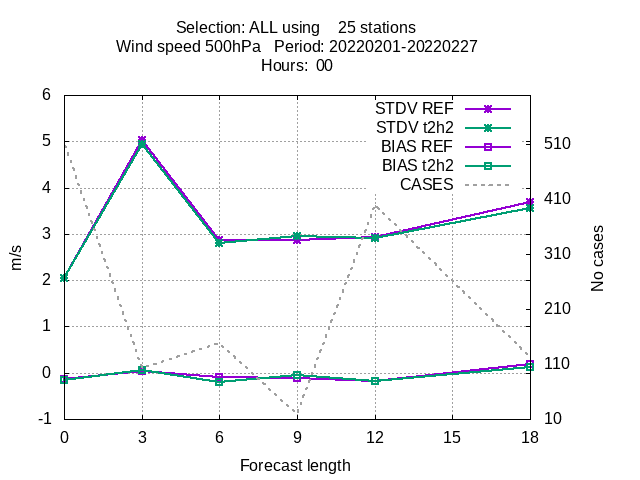 Selection: ALL using    25 stations
Wind speed 500hPa   Period: 20220201-20220227
Hours:  00
STDV REF
STDV t2h2
BIAS REF
BIAS t2h2
CASES
6
5
4
3
2
1
0
-1
m/s
510
410
310
210
110
10
No cases
0 3 6 9 12 15 18
Forecast length